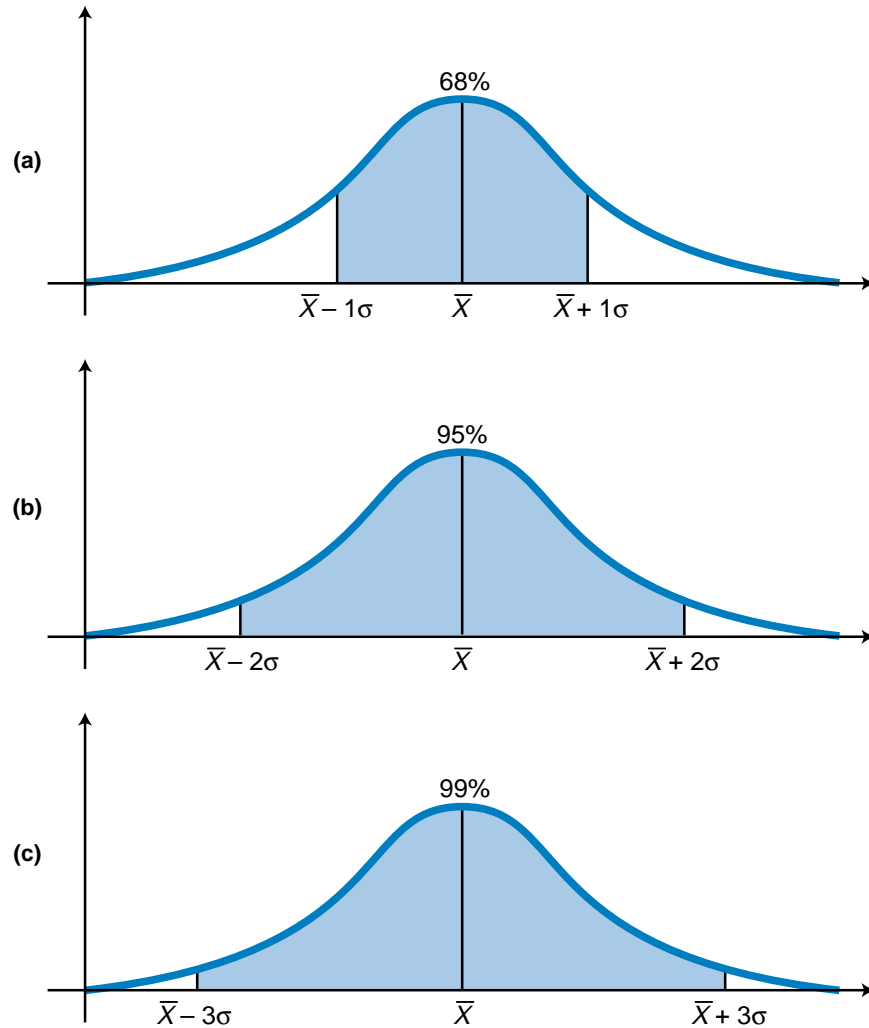 68%
(a)
X̅ – 1σ X̅ X̅ + 1σ
95%
(b)
X̅ – 2σ X̅ X̅ + 2σ
99%
(c)
X̅ – 3σ X̅ X̅ + 3σ